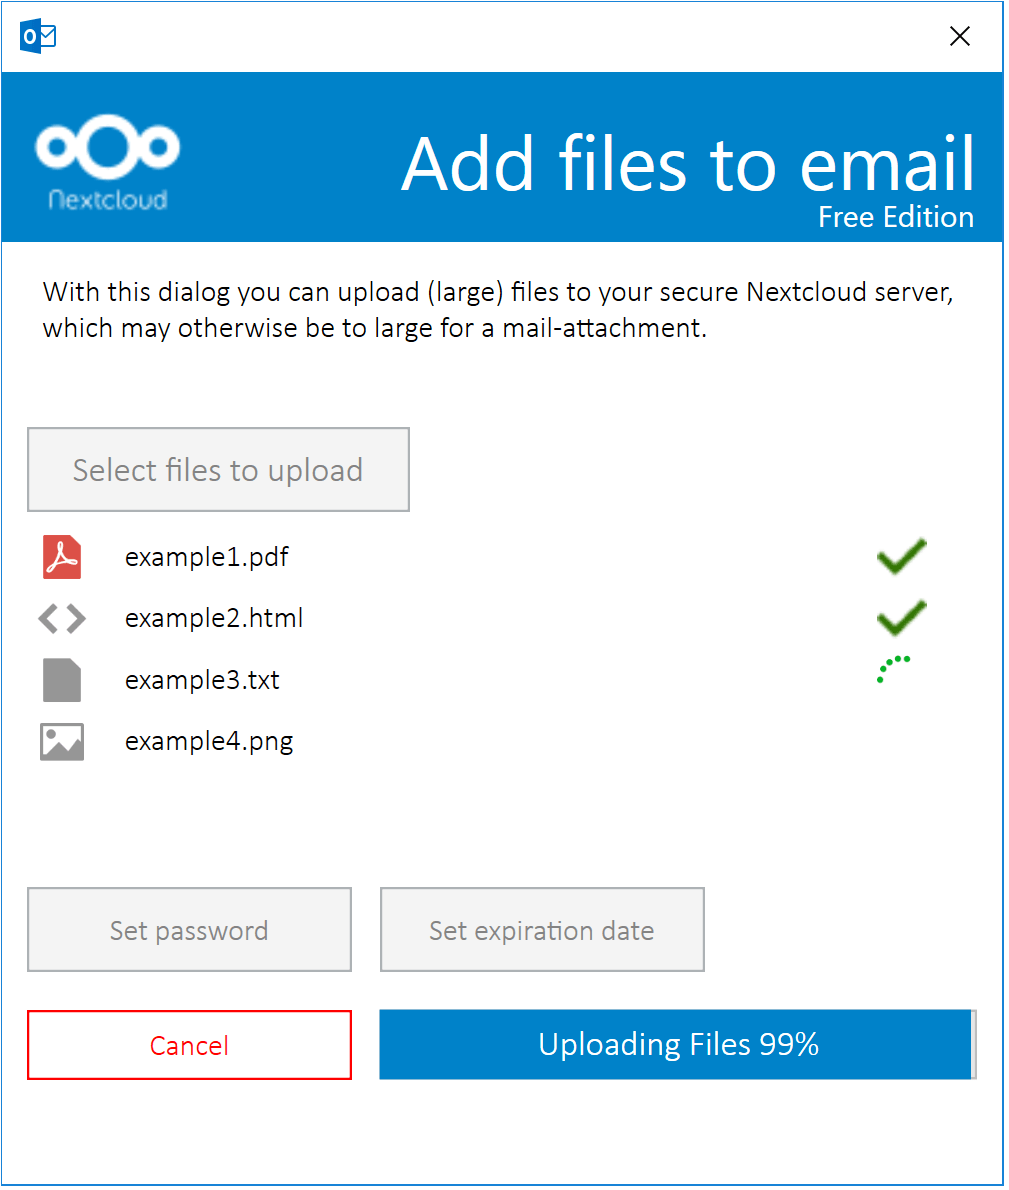 Nextcloud
Add files to email
Free Edition
With this dialog you can upload (large) files to your secure Nextcloud server,
which may otherwise be to large for a mail-attachment.
Select files to upload
example1.pdf
example2.html
example3.txt
example4.png
Set password
Set expiration date
Cancel
Uploading Files 99%